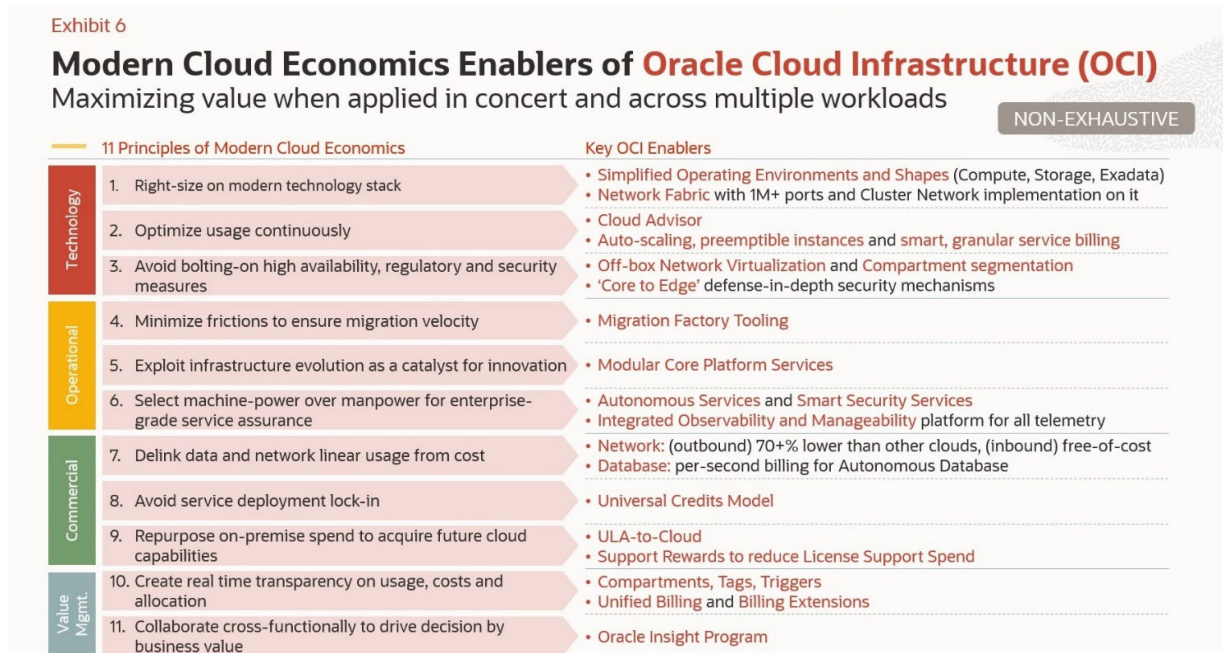 Exhibit 6
Modern Cloud Economics Enablers of Oracle Cloud Infrastructure (OCI)
Maximizing value when applied in concert and across multiple workloads
NON-EXHAUSTIVE
11 Principles of Modern Cloud Economics
Key OCI Enablers
Technology
1. Right-size on modern technology stack
• Simplified Operating Environments and Shapes (Compute, Storage, Exadata)
• Network Fabric with 1M+ ports and Cluster Network implementation on it
2. Optimize usage continuously
• Cloud Advisor
• Auto-scaling, preemptible instances and smart, granular service billing
3. Avoid bolting-on high availability, regulatory and security
measures
• Off-box Network Virtualization and Compartment segmentation
• ‘Core to Edge’ defense-in-depth security mechanisms
Operational
4. Minimize frictions to ensure migration velocity
• Migration Factory Tooling
5. Exploit infrastructure evolution as a catalyst for innovation
• Modular Core Platform Services
6. Select machine-power over manpower for enterprise-
grade service assurance
• Autonomous Services and Smart Security Services
• Integrated Observability and Manageability platform for all telemetry
Commercial
7. Delink data and network linear usage from cost
• Network: (outbound) 70+% lower than other clouds, (inbound) free-of-cost
• Database: per-second billing for Autonomous Database
8. Avoid service deployment lock-in
• Universal Credits Model
9. Repurpose on-premise spend to acquire future cloud
capabilities
• ULA-to-Cloud
• Support Rewards to reduce License Support Spend
Value
Mgmt.
10. Create real time transparency on usage, costs and
allocation
• Compartments, Tags, Triggers
• Unified Billing and Billing Extensions
11. Collaborate cross-functionally to drive decision by
business value
• Oracle Insight Program